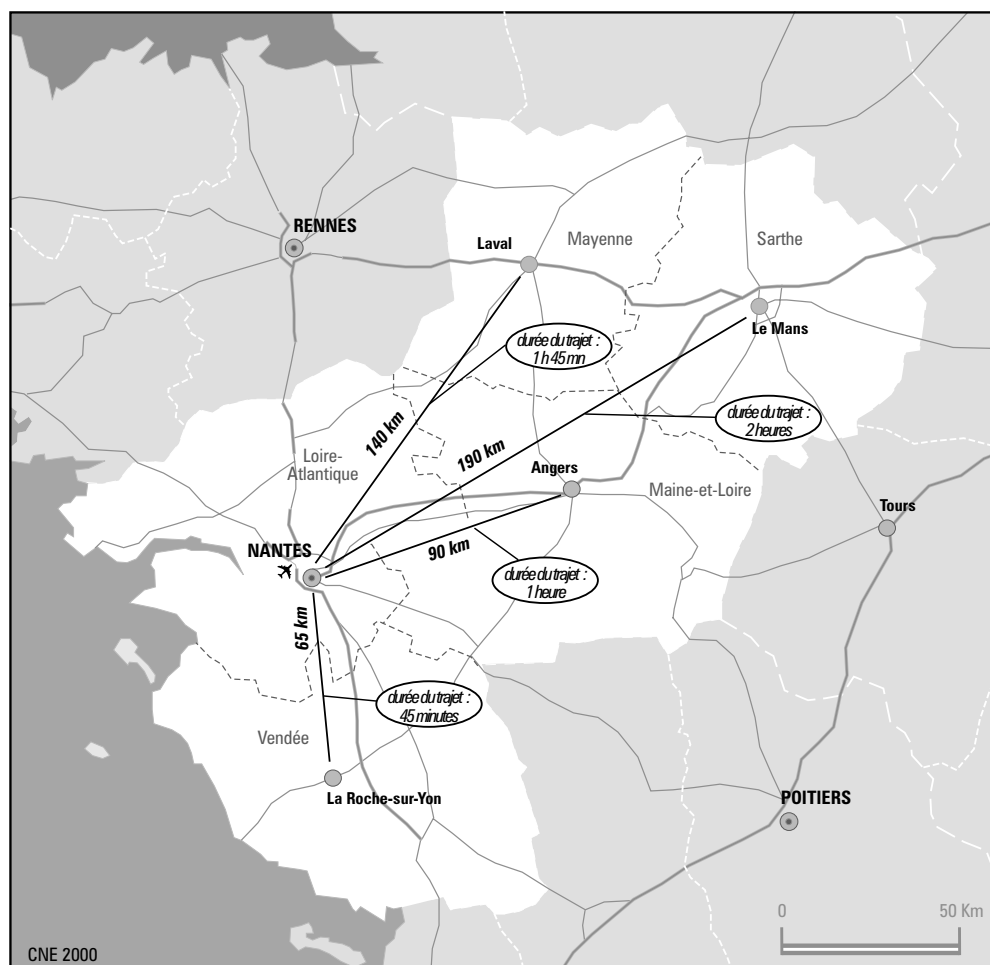 RENNES
Laval
Mayenne
Sarthe
Le Mans
durée du trajet :
1 h 45 mn
durée du trajet :
2 heures
140 km
190 km
Loire-
Atlantique
Angers
Maine-et-Loire
Tours
NANTES
90 km
durée du trajet :
1 heure
65 km
durée du trajet :
45 minutes
Vendée
La Roche-sur-Yon
POITIERS
0
50 Km
CNE 2000